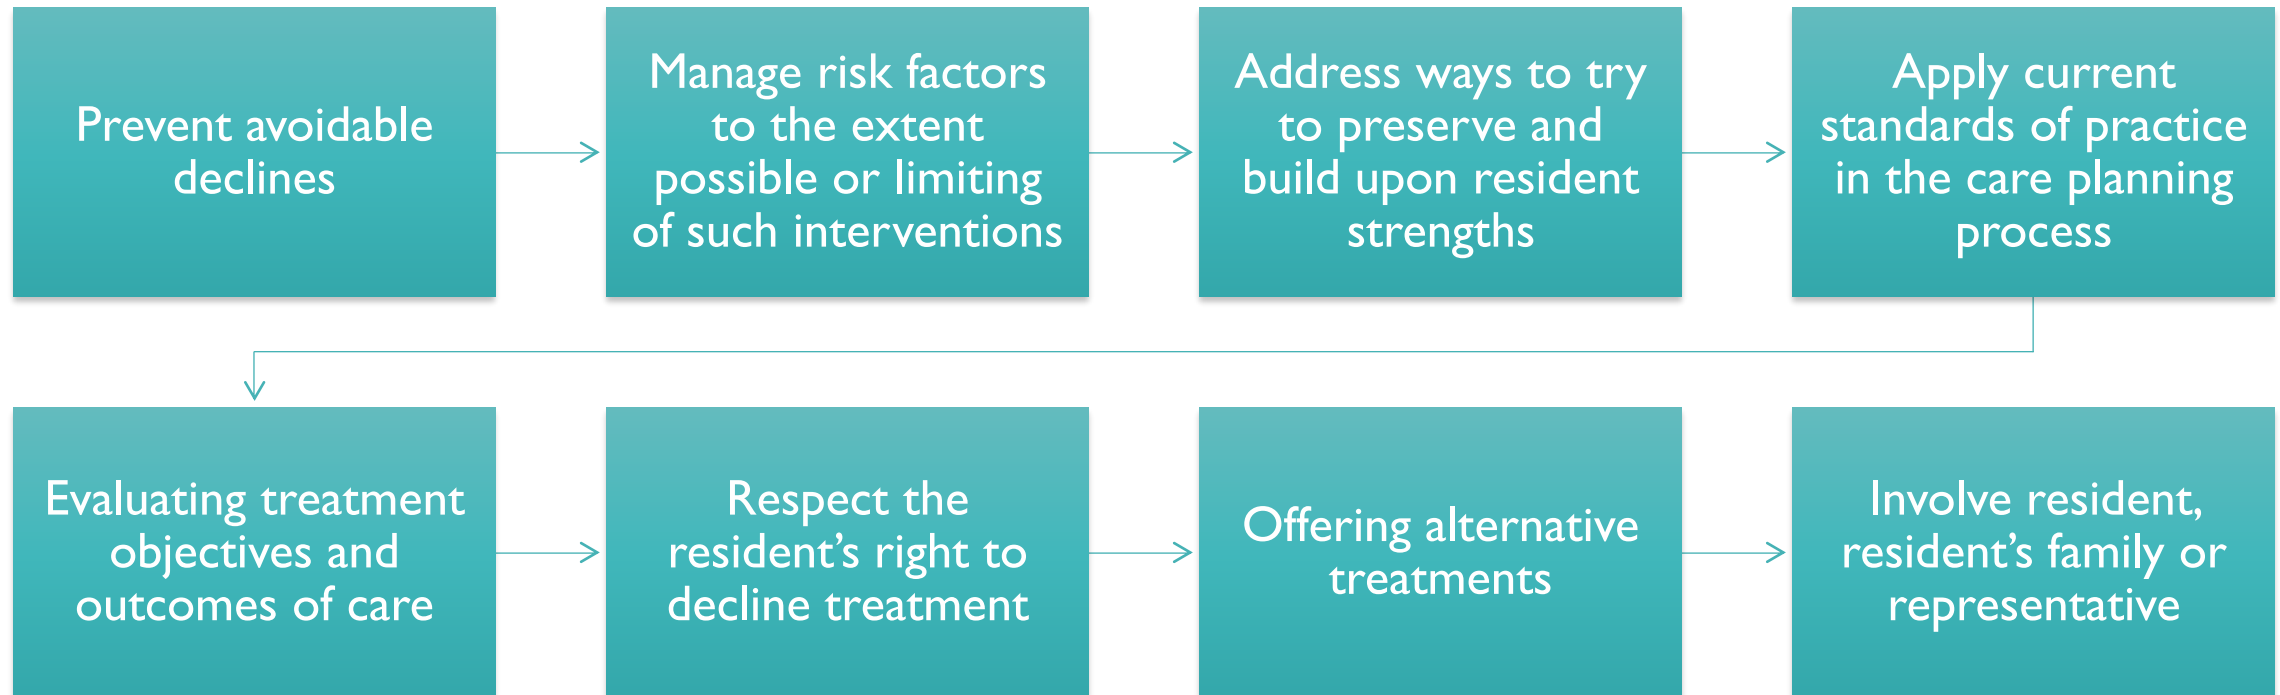 Prevent avoidable
declines
Manage risk factors
to the extent
possible or limiting
of such interventions
Address ways to try
to preserve and
build upon resident
strengths
Apply current
standards of practice
in the care planning
process
Evaluating treatment
objectives and
outcomes of care
Respect the
resident’s right to
decline treatment
Offering alternative
treatments
Involve resident,
resident’s family or
representative